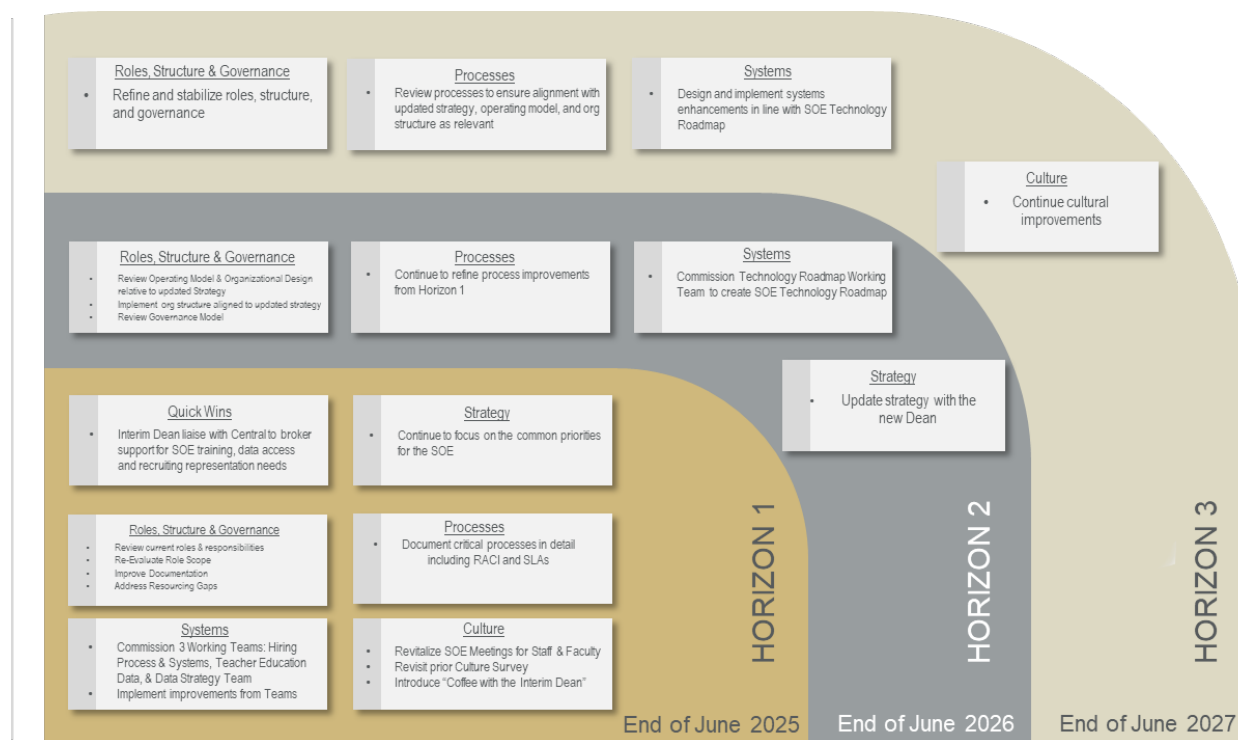 Roles, Structure & Governance
• Refine and stabilize roles, structure,
and governance
Processes
• Review processes to ensure alignment with
updated strategy, operating model, and org
structure as relevant
Systems
• Design and implement systems
enhancements in line with SOE Technology
Roadmap
Culture
• Continue cultural
improvements
Roles, Structure & Governance
• Review Operating Model & Organizational Design
relative to updated Strategy
• Implement org structure aligned to updated strategy
• Review Governance Model
Processes
• Continue to refine process improvements
from Horizon 1
Systems
• Commission Technology Roadmap Working
Team to create SOE Technology Roadmap
Strategy
• Update strategy with the
new Dean
Quick Wins
• Interim Dean liaise with Central to broker
support for SOE training, data access
and recruiting representation needs
Strategy
• Continue to focus on the common priorities
for the SOE
Roles, Structure & Governance
• Review current roles & responsibilities
• Re-Evaluate Role Scope
• Improve Documentation
• Address Resourcing Gaps
Processes
• Document critical processes in detail
including RACI and SLAs
Systems
• Commission 3 Working Teams: Hiring
Process & Systems, Teacher Education
Data, & Data Strategy Team
• Implement improvements from Teams
Culture
• Revitalize SOE Meetings for Staff & Faculty
• Revisit prior Culture Survey
• Introduce “Coffee with the Interim Dean”
HORIZON 1
HORIZON 2
HORIZON 3
End of June 2025
End of June 2026
End of June 2027